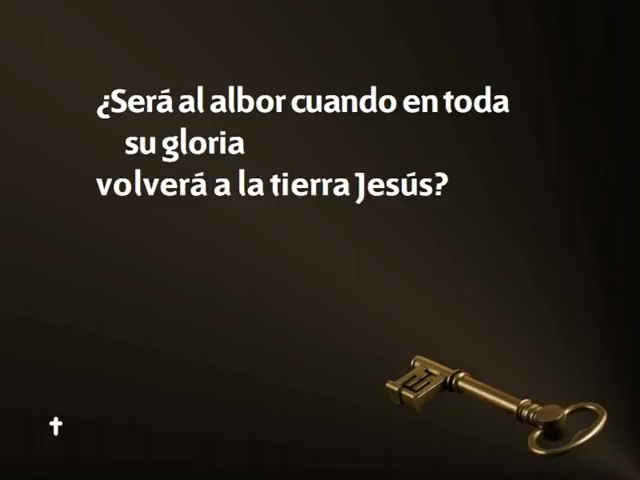 ¿Será al albor cuando en toda
su gloria
volverá a la tierra Jesús?